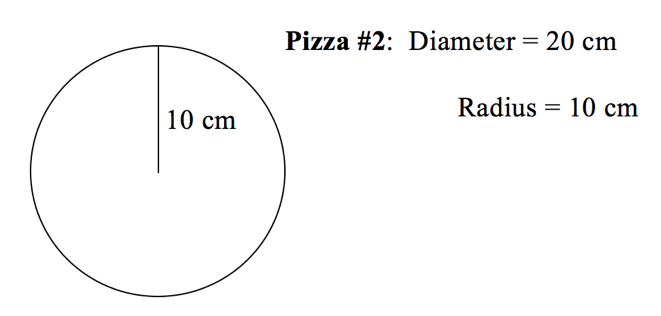 Pizza #2: Diameter = 20 cm
Radius = 10 cm
10 cm